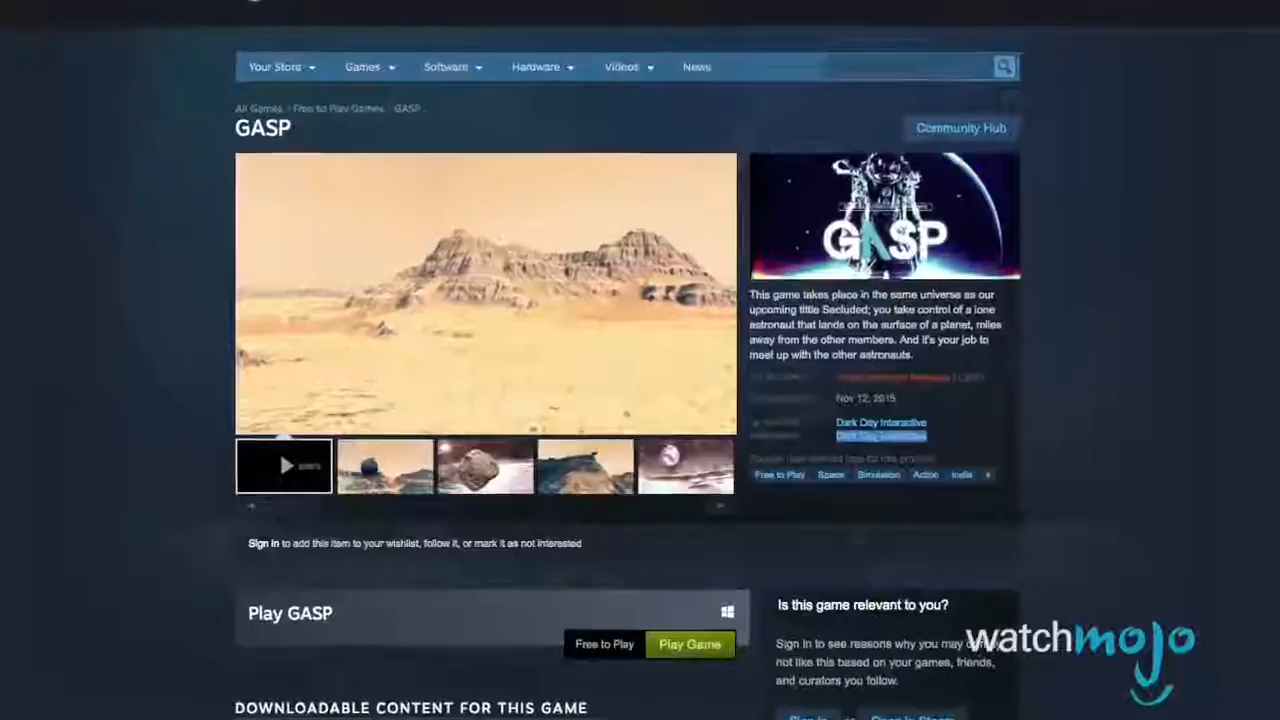 Your Store Games Software Hardware Videos News
All Games Free to Play Games GASP
GASP
Community Hub
GASP
This game takes place in the same universe as our
upcoming tittle Secluded; you take control of a lone
astronaut that lands on the surface of a planet, miles
away from the other members. And it's your job to
meet up with the other astronauts.
Nov 12, 2015
Dark Day Interactive
Dark Day Interactive
Free to Play Space Simulation Action Indie +
Sign in to add this item to your wishlist, follow it, or mark it as not interested
Play GASP
Free to Play Play Game
Is this game relevant to you?
Sign in to see reasons why you may
not like this based on your games, friends,
and curators you follow.
watchmojo
DOWNLOADABLE CONTENT FOR THIS GAME